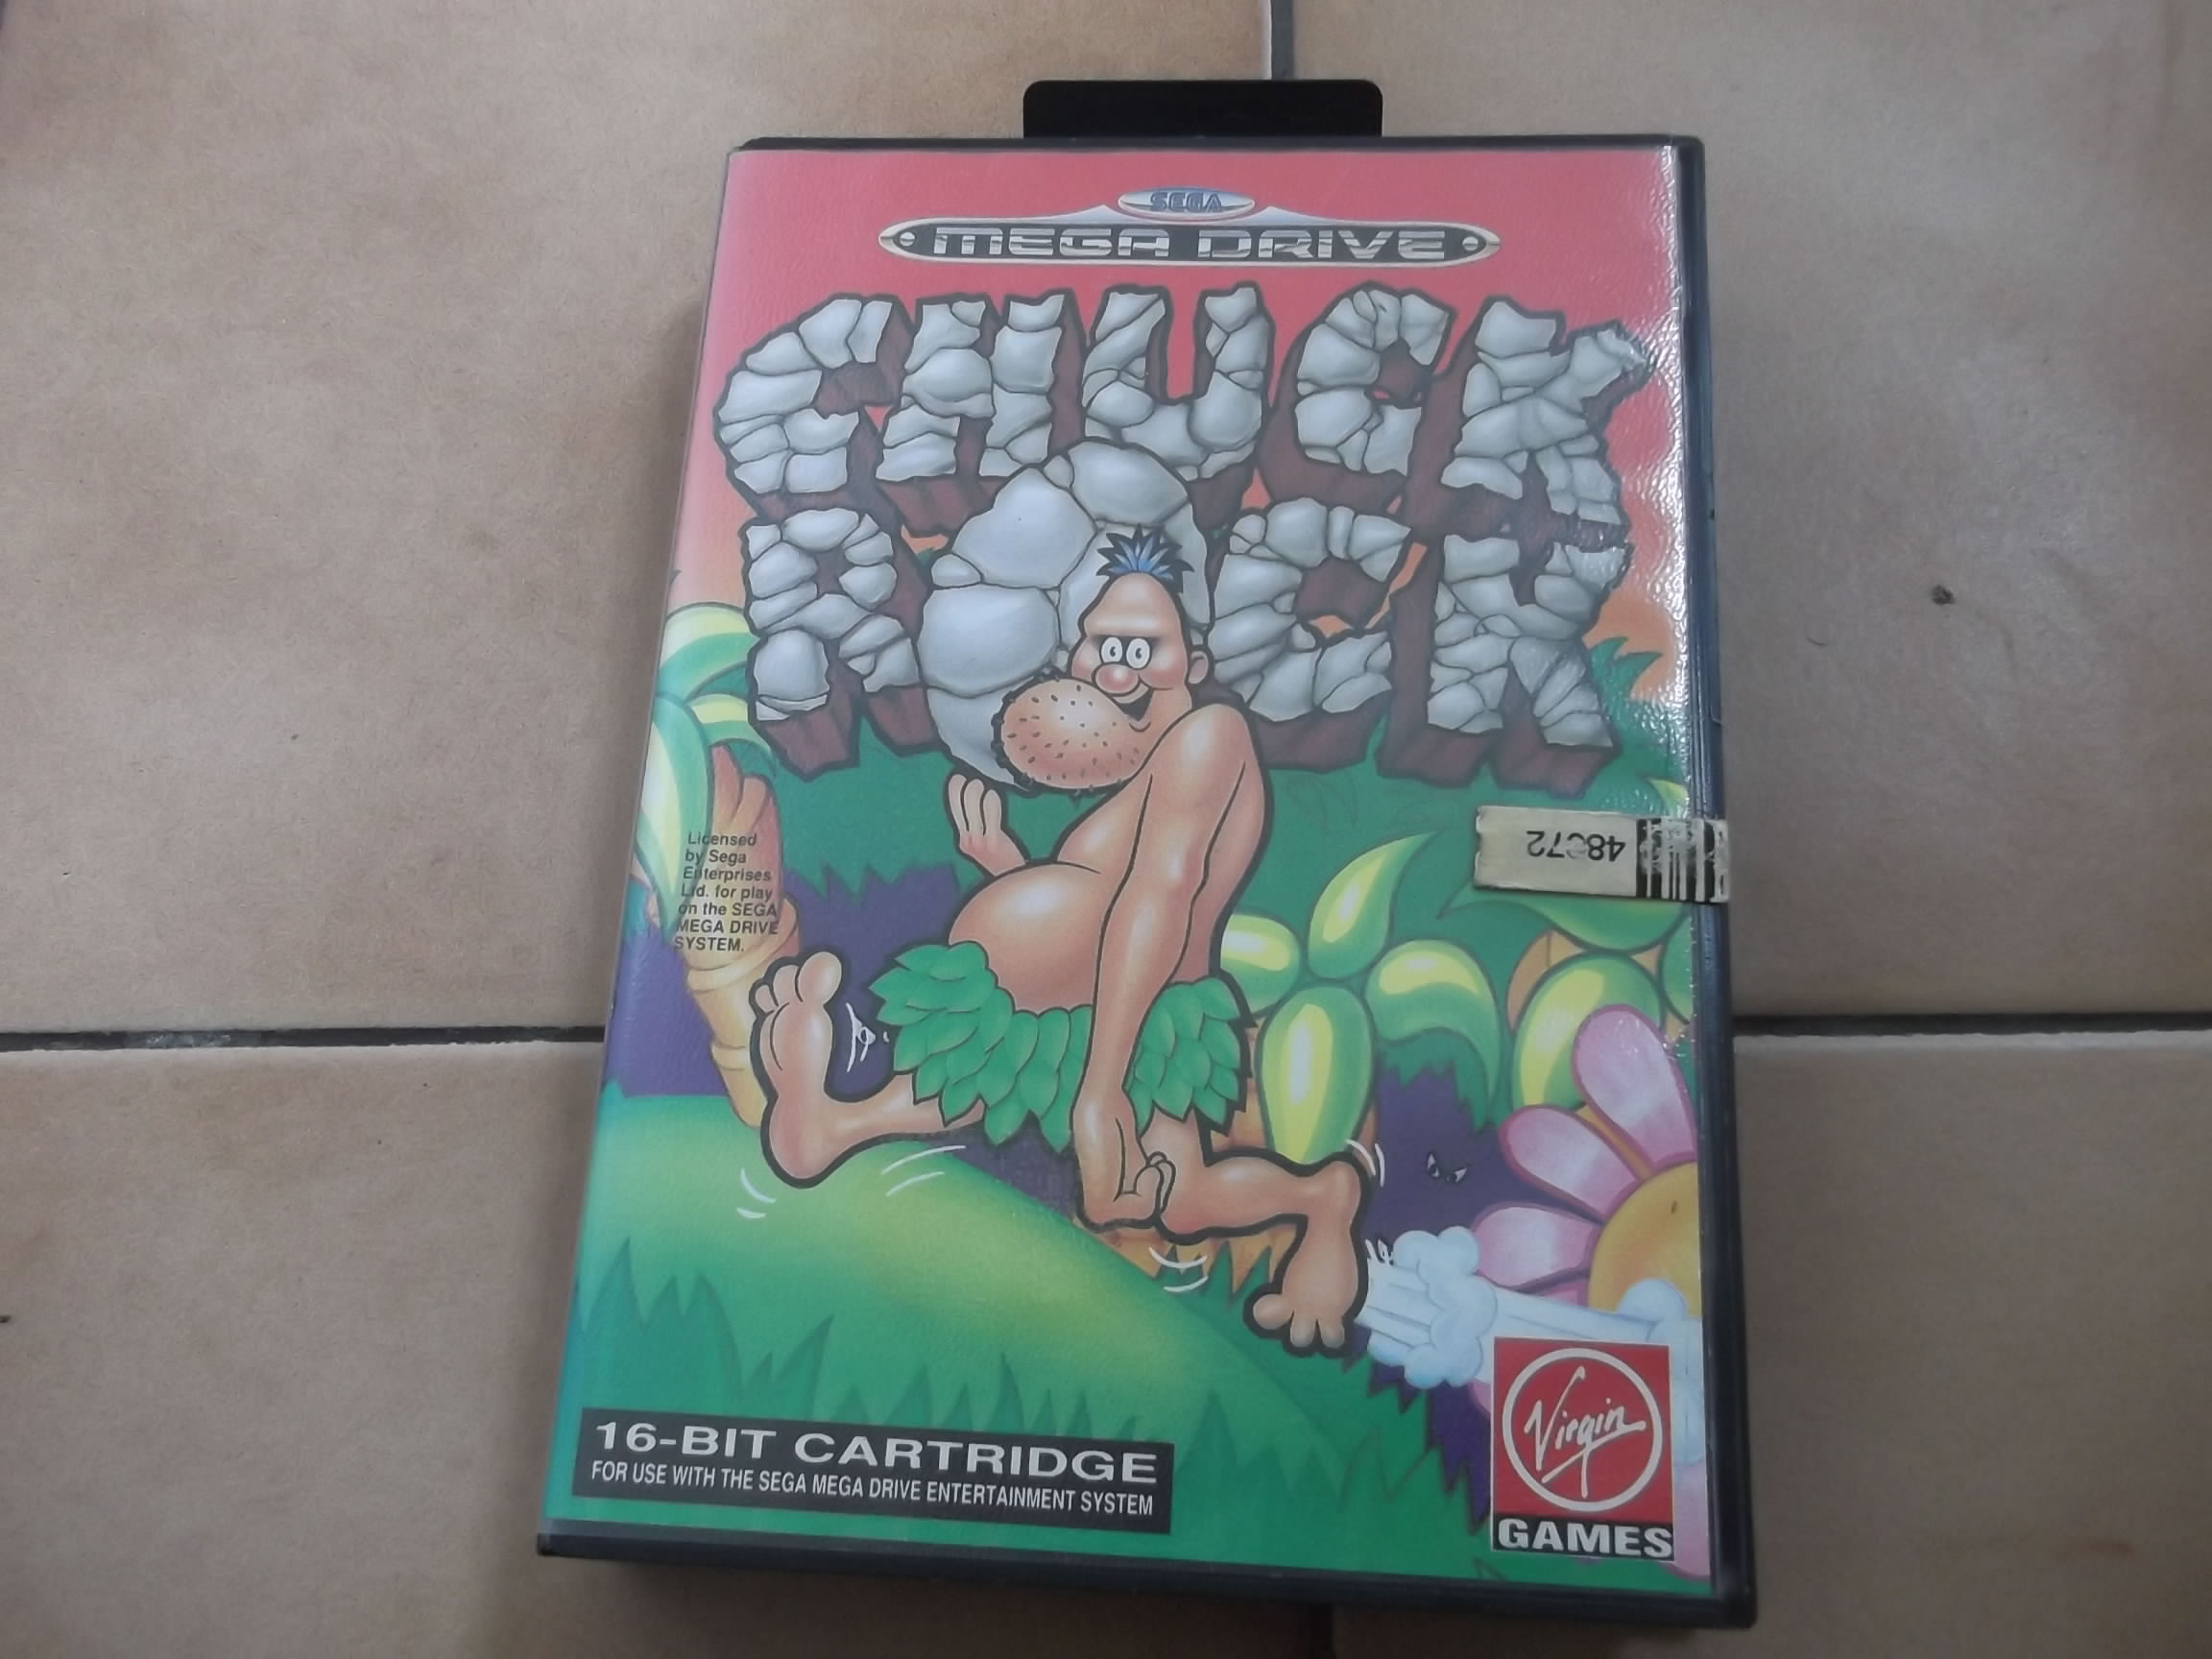 SEGA
MEGA DRIVE
CHUCK
ROCK
Licensed
by Sega
Enterprises
Ltd. for play
on the SEGA
MEGA DRIVE
SYSTEM.
16-BIT CARTRIDGE
FOR USE WITH THE SEGA MEGA DRIVE ENTERTAINMENT SYSTEM
Virgin
GAMES